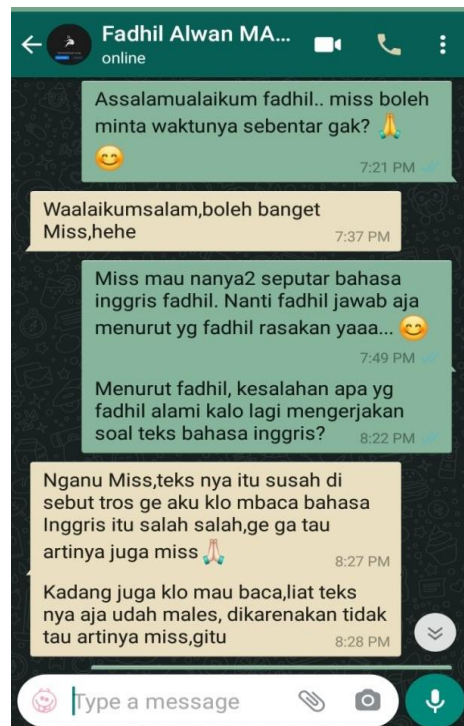 Fadhil Alwan MA...
online
Assalamualaikum fadhil.. miss boleh
minta waktunya sebentar gak? 🙏
😊
7:21 PM
Waalaikumsalam,boleh banget
Miss,hehe
7:37 PM
Miss mau nanya2 seputar bahasa
inggris fadhil. Nanti fadhil jawab aja
menurut yg fadhil rasakan yaaa... 😊
7:49 PM
Menurut fadhil, kesalahan apa yg
fadhil alami kalo lagi mengerjakan
soal teks bahasa inggris?
8:22 PM
Nganu Miss,teks nya itu susah di
sebut tros ge aku klo mbaca bahasa
Inggris itu salah salah,ge ga tau
artinya juga miss 🙏
8:27 PM
Kadang juga klo mau baca,liat teks
nya aja udah males, dikarenakan tidak
tau artinya miss,gitu
8:28 PM
Type a message